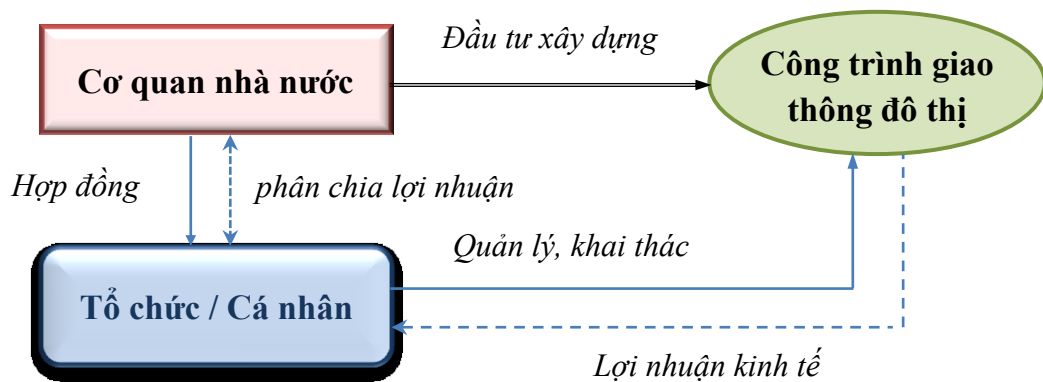 Đầu tư xây dựng
Cơ quan nhà nước
Công trình giao
thông đô thị
Hợp đồng
phân chia lợi nhuận
Quản lý, khai thác
Tổ chức / Cá nhân
Lợi nhuận kinh tế